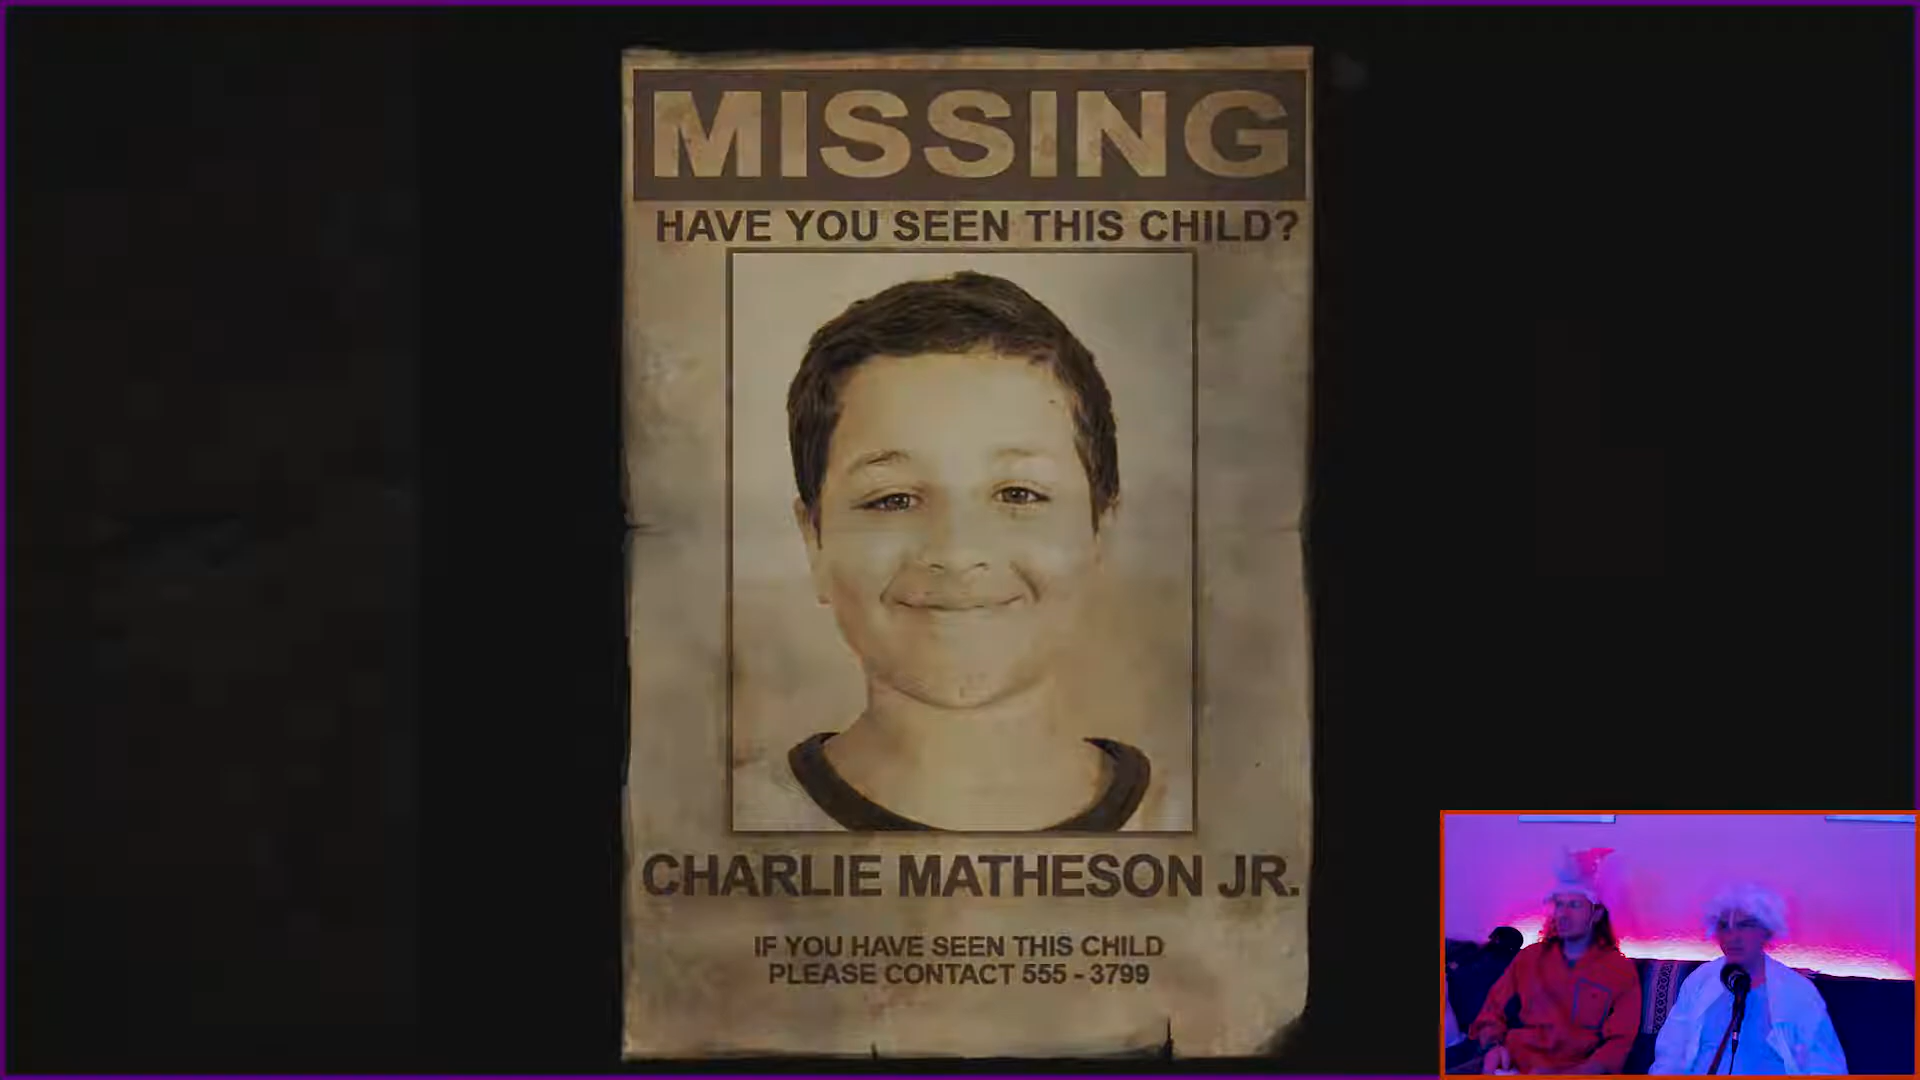 MISSING
HAVE YOU SEEN THIS CHILD?
CHARLIE MATHESON JR.
IF YOU HAVE SEEN THIS CHILD
PLEASE CONTACT 555 - 3799